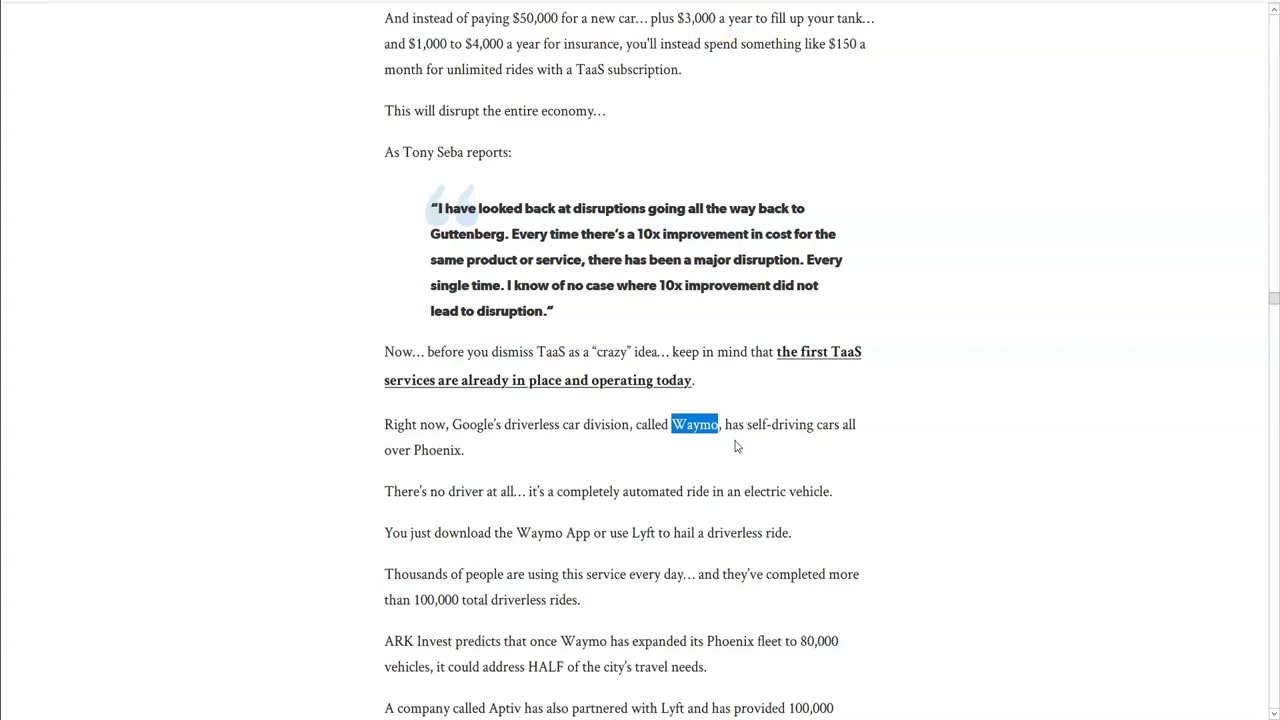 And instead of paying $50,000 for a new car… plus $3,000 a year to fill up your tank…
and $1,000 to $4,000 a year for insurance, you'll instead spend something like $150 a
month for unlimited rides with a TaaS subscription.
This will disrupt the entire economy…
As Tony Seba reports:
“I have looked back at disruptions going all the way back to
Guttenberg. Every time there’s a 10x improvement in cost for the
same product or service, there has been a major disruption. Every
single time. I know of no case where 10x improvement did not
lead to disruption.”
Now… before you dismiss TaaS as a “crazy” idea… keep in mind that the first TaaS
services are already in place and operating today.
Right now, Google’s driverless car division, called Waymo, has self-driving cars all
over Phoenix.
There’s no driver at all… it’s a completely automated ride in an electric vehicle.
You just download the Waymo App or use Lyft to hail a driverless ride.
Thousands of people are using this service every day… and they’ve completed more
than 100,000 total driverless rides.
ARK Invest predicts that once Waymo has expanded its Phoenix fleet to 80,000
vehicles, it could address HALF of the city’s travel needs.
A company called Aptiv has also partnered with Lyft and has provided 100,000